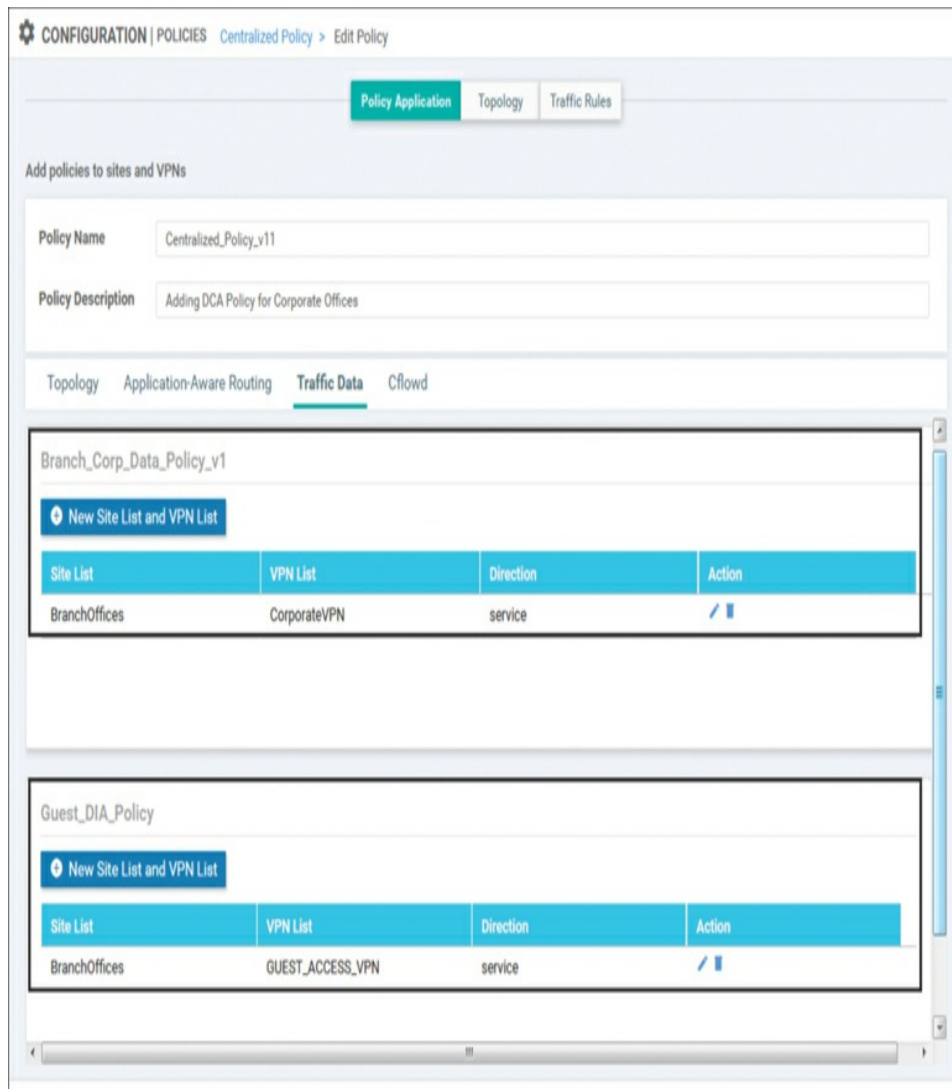 CONFIGURATION | POLICIES Centralized Policy > Edit Policy
Policy Application Topology Traffic Rules
Add policies to sites and VPNs
Policy Name Centralized_Policy_v11
Policy Description Adding DCA Policy for Corporate Offices
Topology Application-Aware Routing Traffic Data Cflowd
Branch_Corp_Data_Policy_v1
New Site List and VPN List
Site List VPN List Direction Action
BranchOffices CorporateVPN service
Guest_DIA_Policy
New Site List and VPN List
Site List VPN List Direction Action
BranchOffices GUEST_ACCESS_VPN service